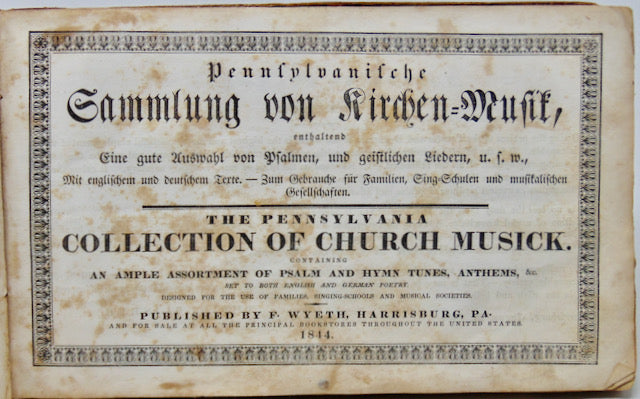 Pennſylvaniſche
Sammlung von Kirchen-Muſik,
enthaltend
Eine gute Auswahl von Pſalmen, und geiſtlichen Liedern, u. ſ. w.,
Mit engliſchem und deutſchem Texte. — Zum Gebrauche für Familien, Sing-Schulen und muſikaliſchen
Geſellſchaften.
THE PENNSYLVANIA
COLLECTION OF CHURCH MUSICK.
CONTAINING
AN AMPLE ASSORTMENT OF PSALM AND HYMN TUNES, ANTHEMS, &c.
SET TO BOTH ENGLISH AND GERMAN POETRY.
DESIGNED FOR THE USE OF FAMILIES, SINGING-SCHOOLS AND MUSICAL SOCIETIES.
PUBLISHED BY F. WYETH, HARRISBURG, PA.
AND FOR SALE AT ALL THE PRINCIPAL BOOKSTORES THROUGHOUT THE UNITED STATES.
1844.